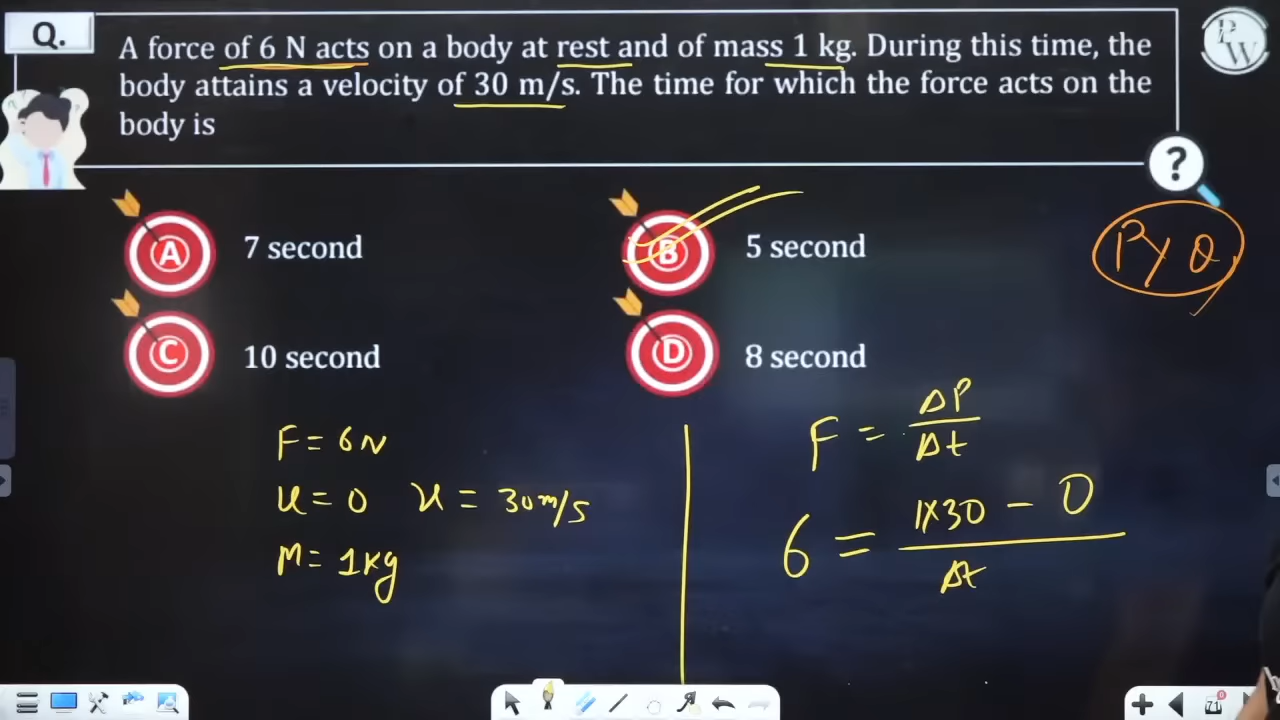 Q.
A force of 6 N acts on a body at rest and of mass 1 kg. During this time, the
body attains a velocity of 30 m/s. The time for which the force acts on the
body is
PW
?
A 7 second
B 5 second
C 10 second
D 8 second
PYQ
F = 6N
u = 0 v = 30m/s
M = 1kg
F = ΔP/Δt
6 = 1×30 - 0/Δt
71